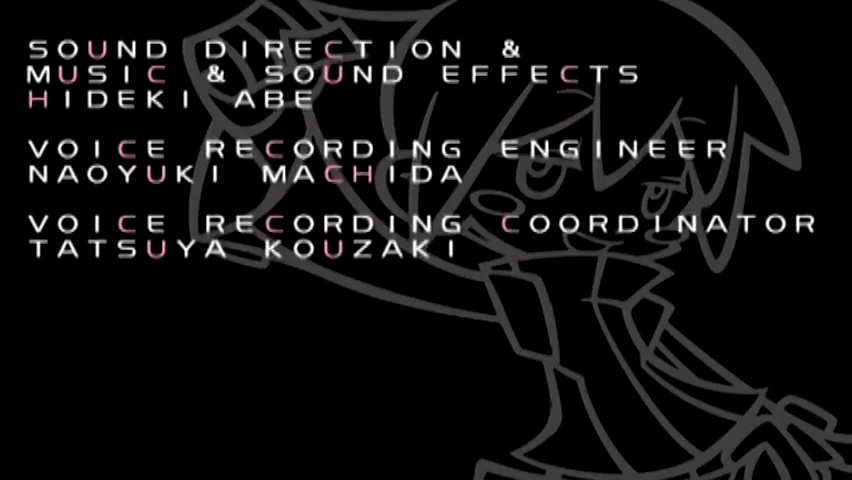 SOUND DIRECTION &
MUSIC & SOUND EFFECTS
HIDEKI ABE
VOICE RECORDING ENGINEER
NAOYUKI MACHIDA
VOICE RECORDING COORDINATOR
TATSUYA KOUZAKI